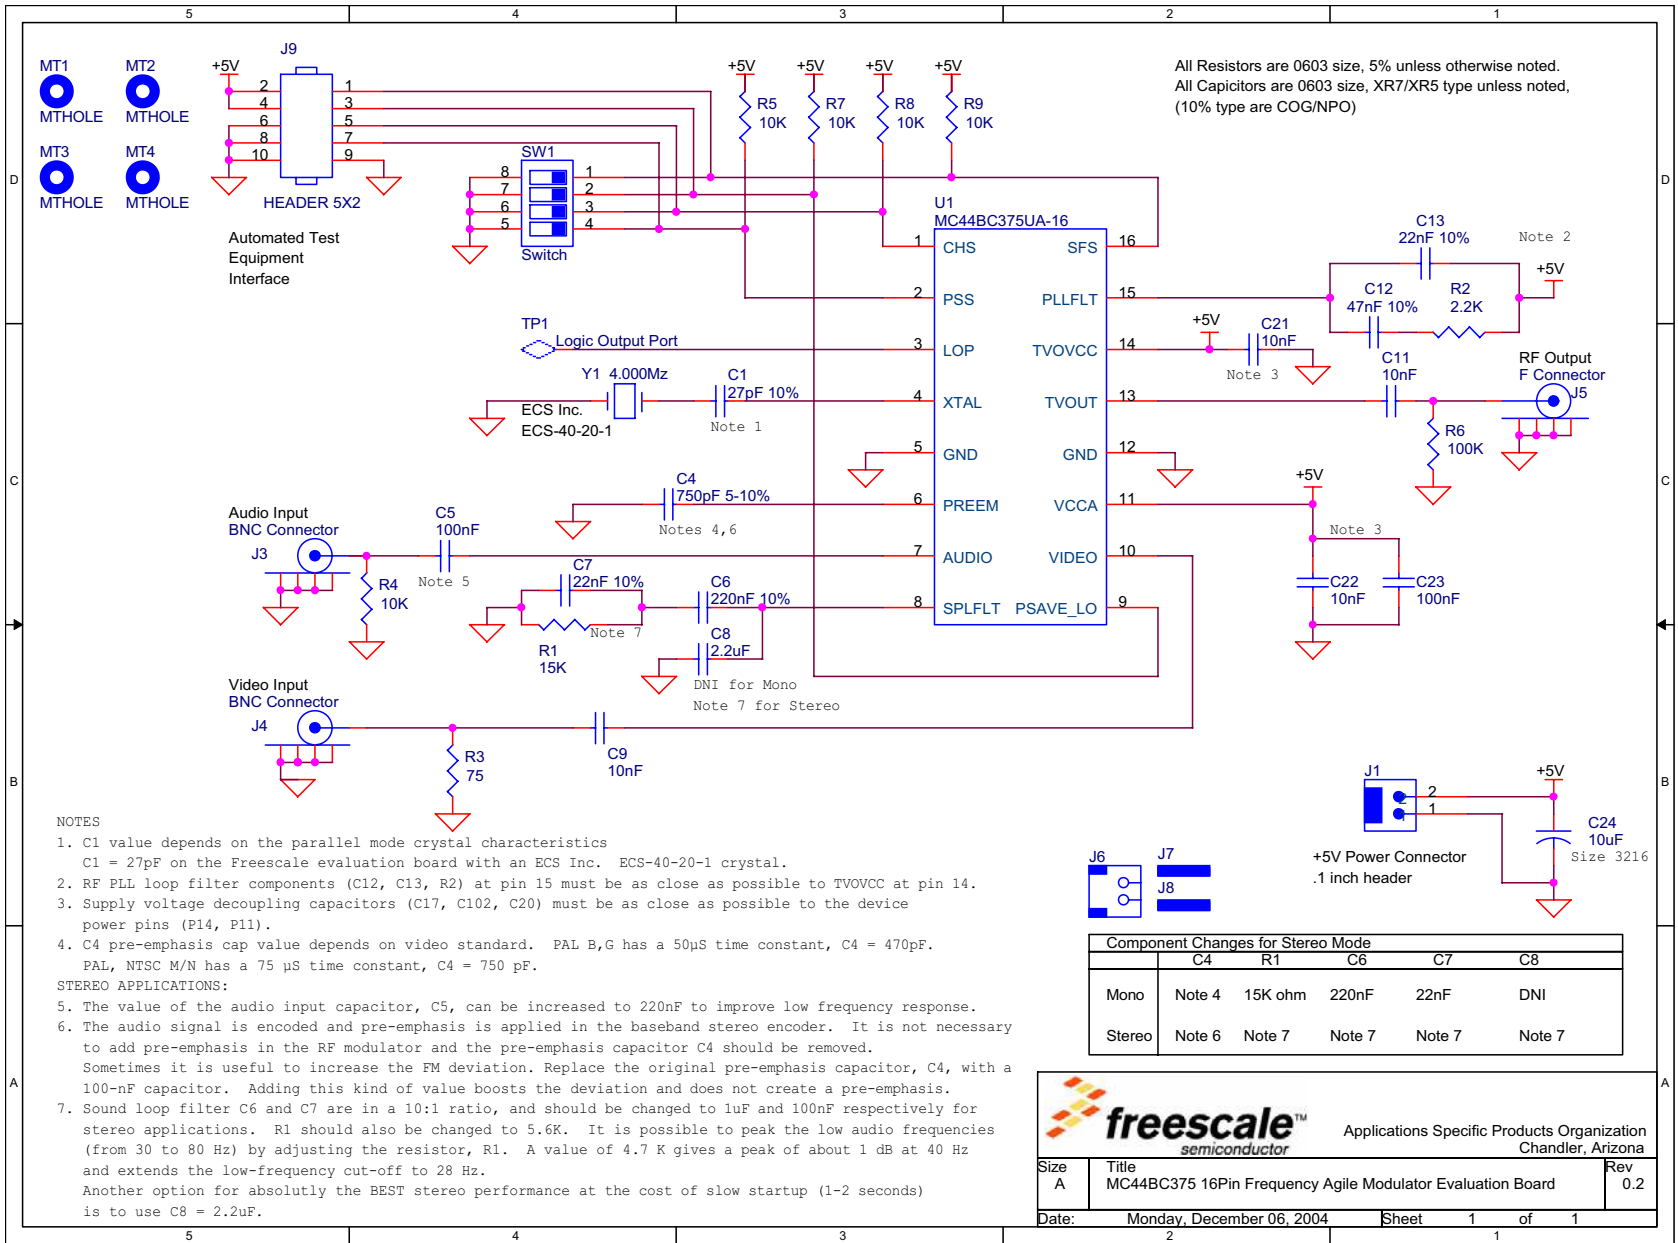 5 4 3 2 1
D
C
B
A
MT1
MTHOLE
MT2
MTHOLE
MT3
MTHOLE
MT4
MTHOLE
J9
+5V
2 1
4 3
6 5
8 7
10 9
HEADER 5X2
Automated Test
Equipment
Interface
SW1
8 1
7 2
6 3
5 4
Switch
+5V
R5
10K
+5V
R7
10K
+5V
R8
10K
+5V
R9
10K
All Resistors are 0603 size, 5% unless otherwise noted.
All Capicitors are 0603 size, XR7/XR5 type unless noted,
(10% type are COG/NPO)
U1
MC44BC375UA-16
1 CHS SFS 16
2 PSS PLLFLT 15
3 LOP TVOVCC 14
4 XTAL TVOUT 13
5 GND GND 12
6 PREEM VCCA 11
7 AUDIO VIDEO 10
8 SPLFLT PSAVE_LO 9
TP1
Logic Output Port
Y1 4.000Mz
ECS Inc.
ECS-40-20-1
C1
27pF 10%
Note 1
C4
750pF 5-10%
Notes 4,6
Audio Input
BNC Connector
J3
C5
100nF
Note 5
R4
10K
C7
22nF 10%
Note 7
R1
15K
C6
220nF 10%
C8
2.2uF
DNI for Mono
Note 7 for Stereo
Video Input
BNC Connector
J4
R3
75
C9
10nF
C13
22nF 10%
Note 2
+5V
C12
47nF 10%
R2
2.2K
+5V
C21
10nF
Note 3
C11
10nF
RF Output
F Connector
J5
R6
100K
+5V
Note 3
C22
10nF
C23
100nF
J1
2
1
2
1
+5V
C24
10uF
Size 3216
+5V Power Connector
.1 inch header
J6
J7
J8
NOTES
1. C1 value depends on the parallel mode crystal characteristics
C1 = 27pF on the Freescale evaluation board with an ECS Inc. ECS-40-20-1 crystal.
2. RF PLL loop filter components (C12, C13, R2) at pin 15 must be as close as possible to TVOVCC at pin 14.
3. Supply voltage decoupling capacitors (C17, C102, C20) must be as close as possible to the device
power pins (P14, P11).
4. C4 pre-emphasis cap value depends on video standard. PAL B,G has a 50µS time constant, C4 = 470pF.
PAL, NTSC M/N has a 75 µS time constant, C4 = 750 pF.
STEREO APPLICATIONS:
5. The value of the audio input capacitor, C5, can be increased to 220nF to improve low frequency response.
6. The audio signal is encoded and pre-emphasis is applied in the baseband stereo encoder. It is not necessary
to add pre-emphasis in the RF modulator and the pre-emphasis capacitor C4 should be removed.
Sometimes it is useful to increase the FM deviation. Replace the original pre-emphasis capacitor, C4, with a
100-nF capacitor. Adding this kind of value boosts the deviation and does not create a pre-emphasis.
7. Sound loop filter C6 and C7 are in a 10:1 ratio, and should be changed to 1uF and 100nF respectively for
stereo applications. R1 should also be changed to 5.6K. It is possible to peak the low audio frequencies
(from 30 to 80 Hz) by adjusting the resistor, R1. A value of 4.7 K gives a peak of about 1 dB at 40 Hz
and extends the low-frequency cut-off to 28 Hz.
Another option for absolutly the BEST stereo performance at the cost of slow startup (1-2 seconds)
is to use C8 = 2.2uF.
Component Changes for Stereo Mode
C4 R1 C6 C7 C8
Mono Note 4 15K ohm 220nF 22nF DNI
Stereo Note 6 Note 7 Note 7 Note 7 Note 7
freescale™
semiconductor
Applications Specific Products Organization
Chandler, Arizona
Size
A
Title
MC44BC375 16Pin Frequency Agile Modulator Evaluation Board
Rev
0.2
Date: Monday, December 06, 2004 Sheet 1 of 1
D
C
B
A
5 4 3 2 1